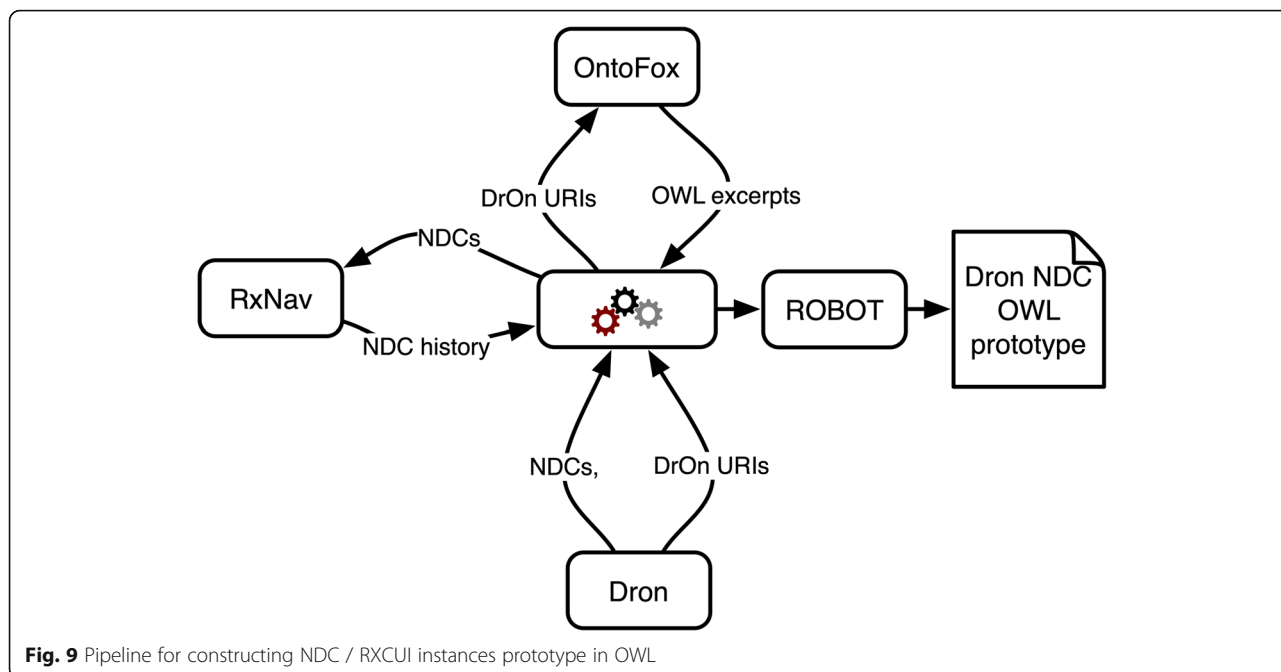 OntoFox
DrOn URIs
OWL excerpts
NDCs
RxNav
NDC history
ROBOT
Dron NDC
OWL
prototype
NDCs,
DrOn URIs
Dron
Fig. 9 Pipeline for constructing NDC / RXCUI instances prototype in OWL